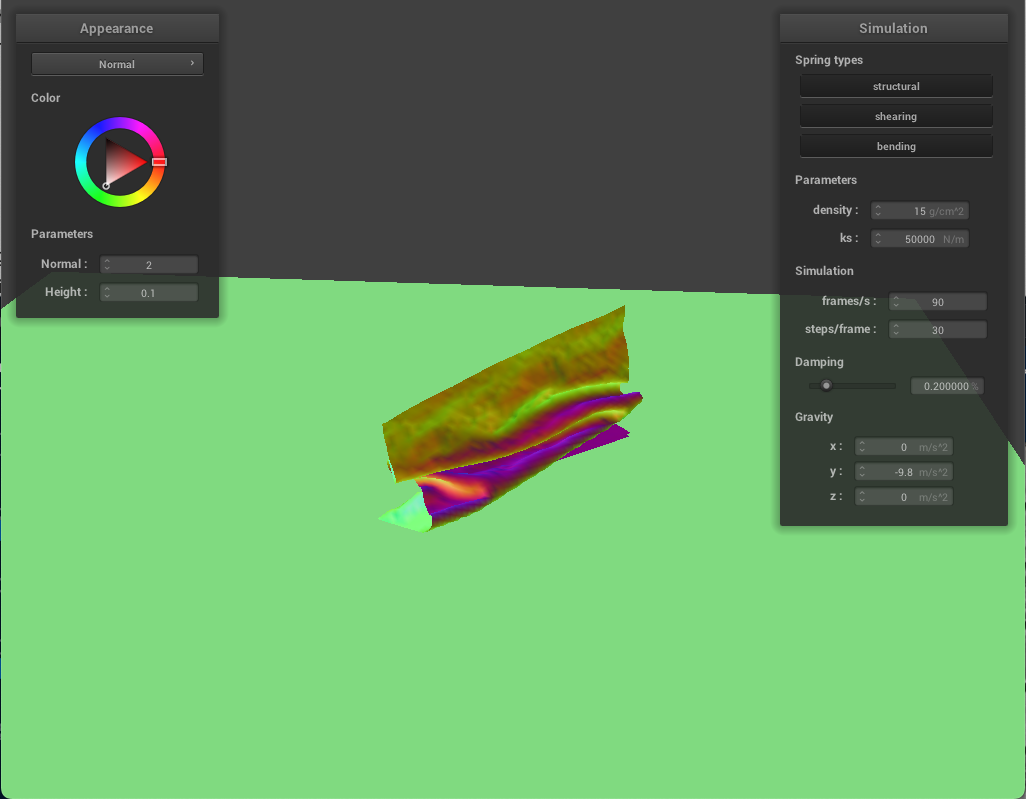 Appearance
Normal
Color
Parameters
Normal : 2
Height : 0.1
Simulation
Spring types
structural
shearing
bending
Parameters
density : 15 g/cm^2
ks : 50000 N/m
Simulation
frames/s : 90
steps/frame : 30
Damping
0.200000 %
Gravity
x : 0 m/s^2
y : -9.8 m/s^2
z : 0 m/s^2